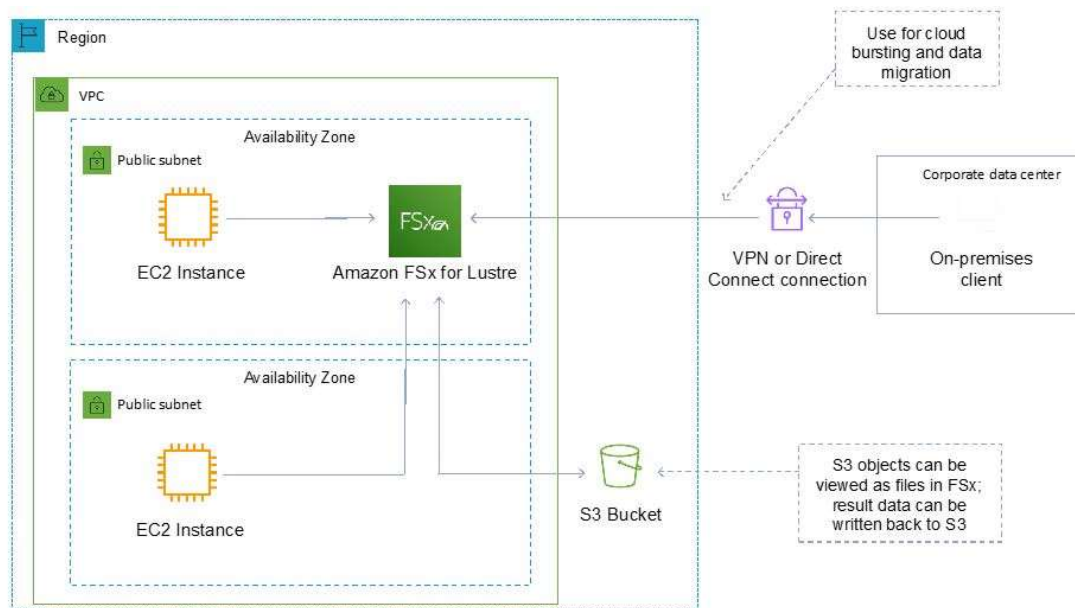 Region
VPC
Availability Zone
Public subnet
EC2 Instance
FSx
Amazon FSx for Lustre
Availability Zone
Public subnet
EC2 Instance
S3 Bucket
Use for cloud
bursting and data
migration
VPN or Direct
Connect connection
Corporate data center
On-premises
client
S3 objects can be
viewed as files in FSx;
result data can be
written back to S3